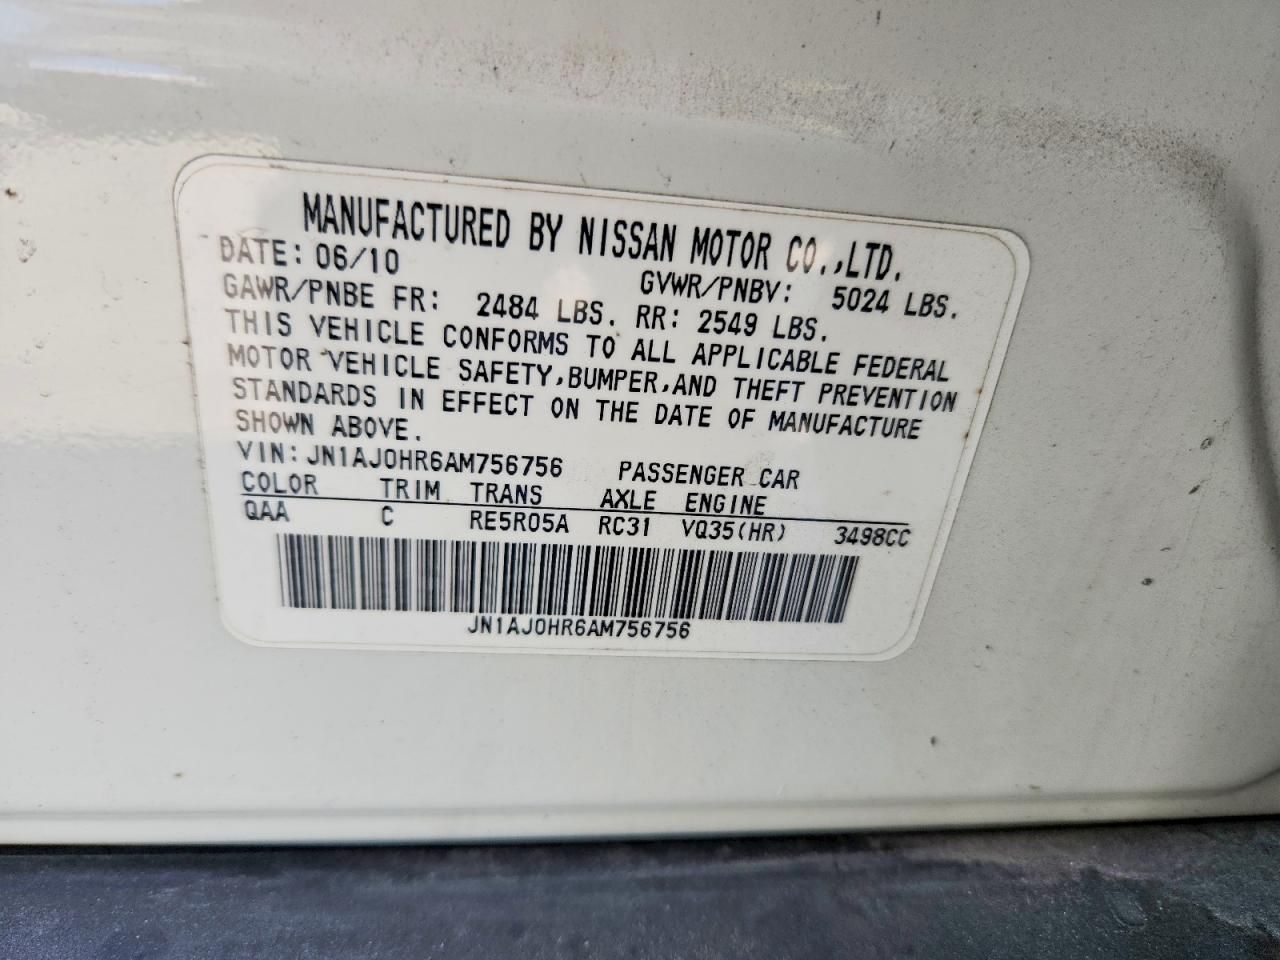 MANUFACTURED BY NISSAN MOTOR CO.,LTD.
DATE: 06/10 GVWR/PNBV: 5024 LBS.
GAWR/PNBE FR: 2484 LBS. RR: 2549 LBS.
THIS VEHICLE CONFORMS TO ALL APPLICABLE FEDERAL
MOTOR VEHICLE SAFETY,BUMPER,AND THEFT PREVENTION
STANDARDS IN EFFECT ON THE DATE OF MANUFACTURE
SHOWN ABOVE.
VIN: JN1AJ0HR6AM756756 PASSENGER CAR
COLOR TRIM TRANS AXLE ENGINE
QAA C RE5R05A RC31 VQ35(HR) 3498CC
JN1AJ0HR6AM756756